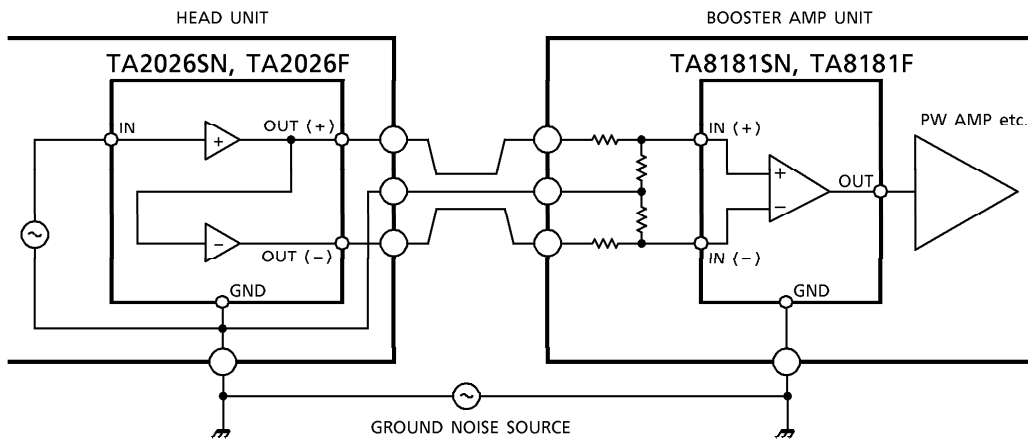 HEAD UNIT
BOOSTER AMP UNIT
TA2026SN, TA2026F
TA8181SN, TA8181F
IN
OUT (+)
IN (+)
PW AMP etc.
+
+
OUT
−
−
OUT (−)
IN (−)
GND
GND
GROUND NOISE SOURCE